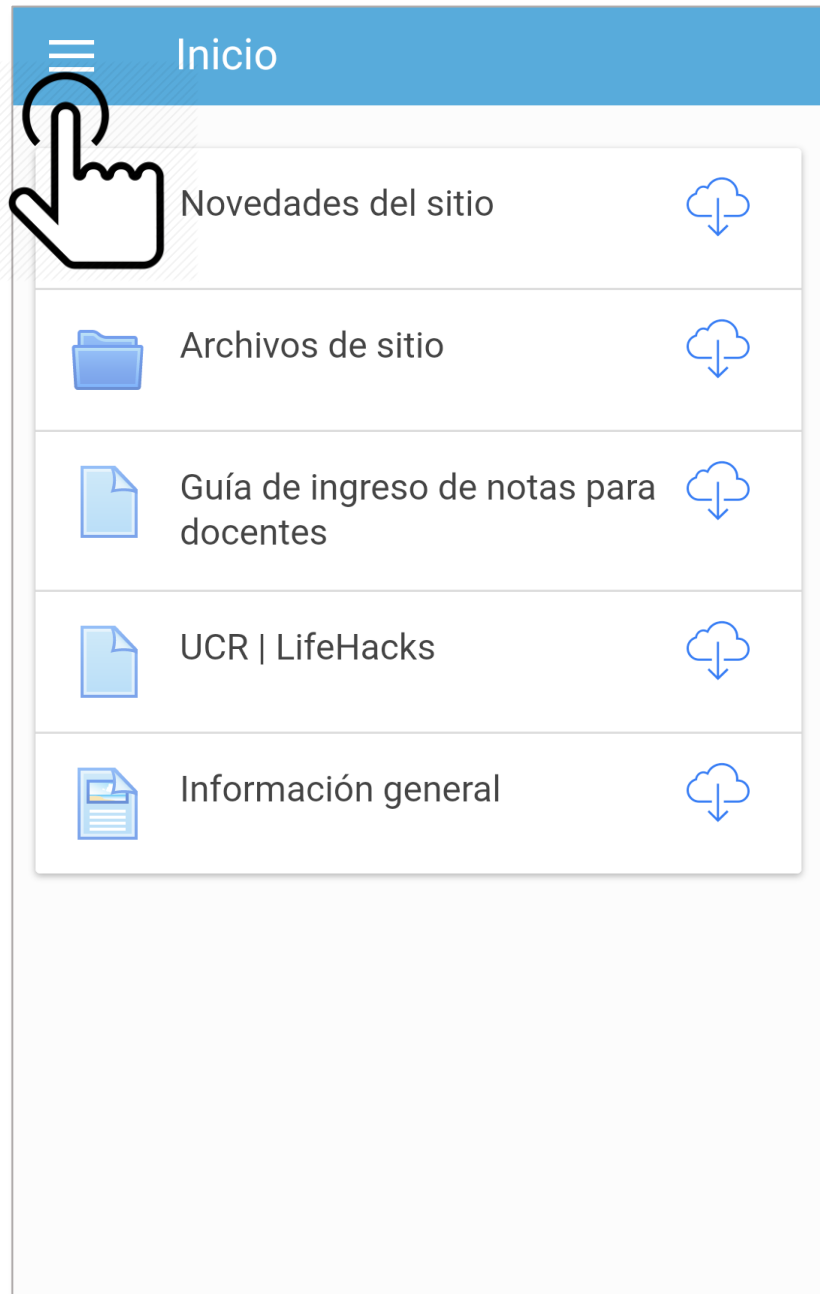 Inicio
Novedades del sitio
Archivos de sitio
Guía de ingreso de notas para
docentes
UCR | LifeHacks
Información general